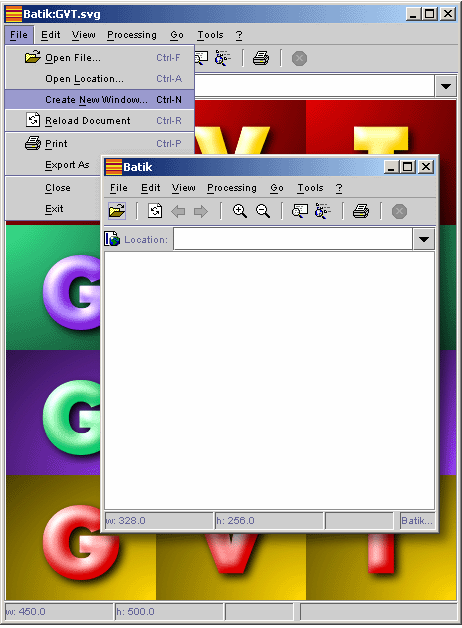 Batik:GVT.svg
File Edit View Processing Go Tools ?
Open File... Ctrl-F
Open Location... Ctrl-A
Create New Window... Ctrl-N
Reload Document Ctrl-R
Print Ctrl-P
Export As
Close
Exit
V T
Batik
File Edit View Processing Go Tools ?
Location:
w: 328.0 h: 256.0 Batik...
G
G
G V T
w: 450.0 h: 500.0